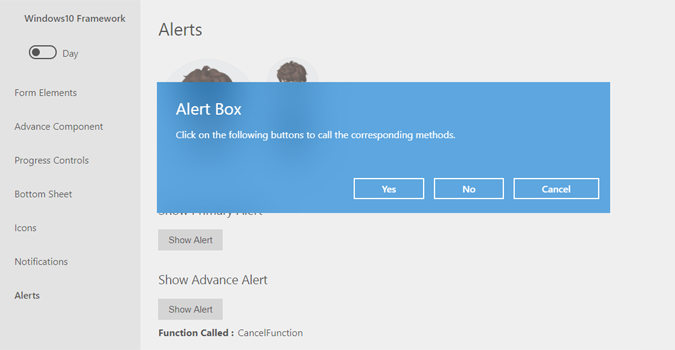 Windows10 Framework
Day
Form Elements
Advance Component
Progress Controls
Bottom Sheet
Icons
Notifications
Alerts
Alerts
Alert Box
Click on the following buttons to call the corresponding methods.
Yes No Cancel
Show Primary Alert
Show Alert
Show Advance Alert
Show Alert
Function Called : CancelFunction